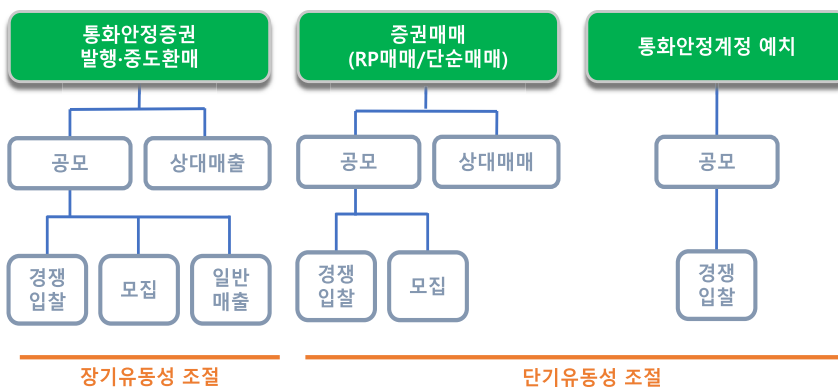 통화안정증권
발행·중도환매
증권매매
(RP매매/단순매매)
통화안정계정 예치
공모
상대매출
공모
상대매매
공모
경쟁
입찰
모집
일반
매출
경쟁
입찰
모집
경쟁
입찰
장기유동성 조절
단기유동성 조절